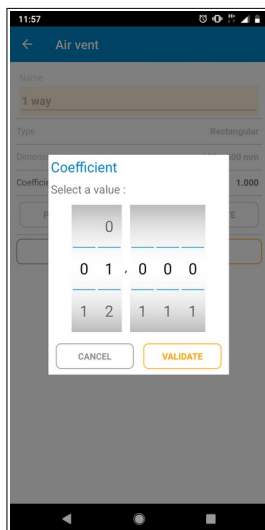 11:57
Air vent
Name
1 way
Type Rectangular
Coefficient
Select a value :
1.000
0
0 1 , 0 0 0
1 2 1 1 1
CANCEL VALIDATE